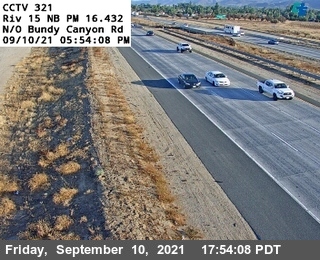 CCTV 321
Riv 15 NB PM 16.432
N/O Bundy Canyon Rd
09/10/21 05:54:08 PM
Friday, September 10, 2021 17:54:08 PDT